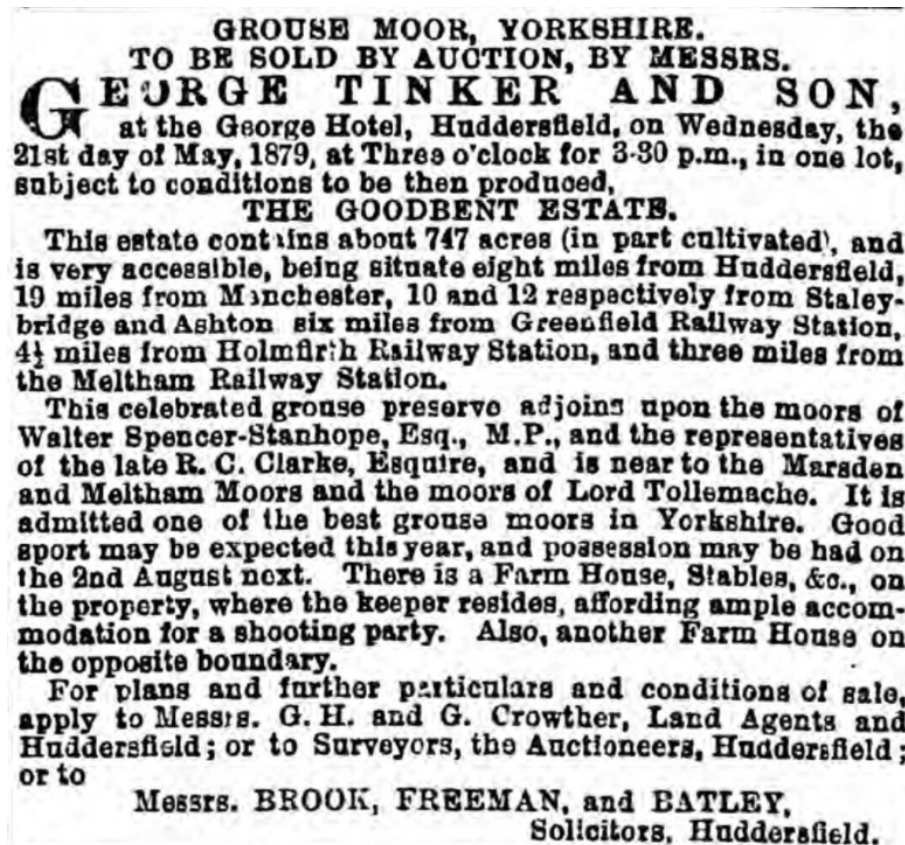 GROUSE MOOR, YORKSHIRE.
TO BE SOLD BY AUCTION, BY MESSRS.
GEORGE TINKER AND SON,
at the George Hotel, Huddersfield, on Wednesday, the
21st day of May, 1879, at Three o'clock for 3-30 p.m., in one lot,
subject to conditions to be then produced,
THE GOODBENT ESTATE.
This estate contains about 747 acres (in part cultivated), and
is very accessible, being situate eight miles from Huddersfield,
19 miles from Manchester, 10 and 12 respectively from Staley-
bridge and Ashton six miles from Greenfield Railway Station,
4½ miles from Holmfirth Railway Station, and three miles from
the Meltham Railway Station.
This celebrated grouse preserve adjoins upon the moors of
Walter Spencer-Stanhope, Esq., M.P., and the representatives
of the late R. C. Clarke, Esquire, and is near to the Marsden
and Meltham Moors and the moors of Lord Tollemache. It is
admitted one of the best grouse moors in Yorkshire. Good
sport may be expected this year, and possession may be had on
the 2nd August next. There is a Farm House, Stables, &c., on
the property, where the keeper resides, affording ample accom-
modation for a shooting party. Also, another Farm House on
the opposite boundary.
For plans and further particulars and conditions of sale,
apply to Messrs. G. H. and G. Crowther, Land Agents and
Huddersfield; or to Surveyors, the Auctioneers, Huddersfield;
or to
Messrs. BROOK, FREEMAN, and BATLEY,
Solicitors, Huddersfield.